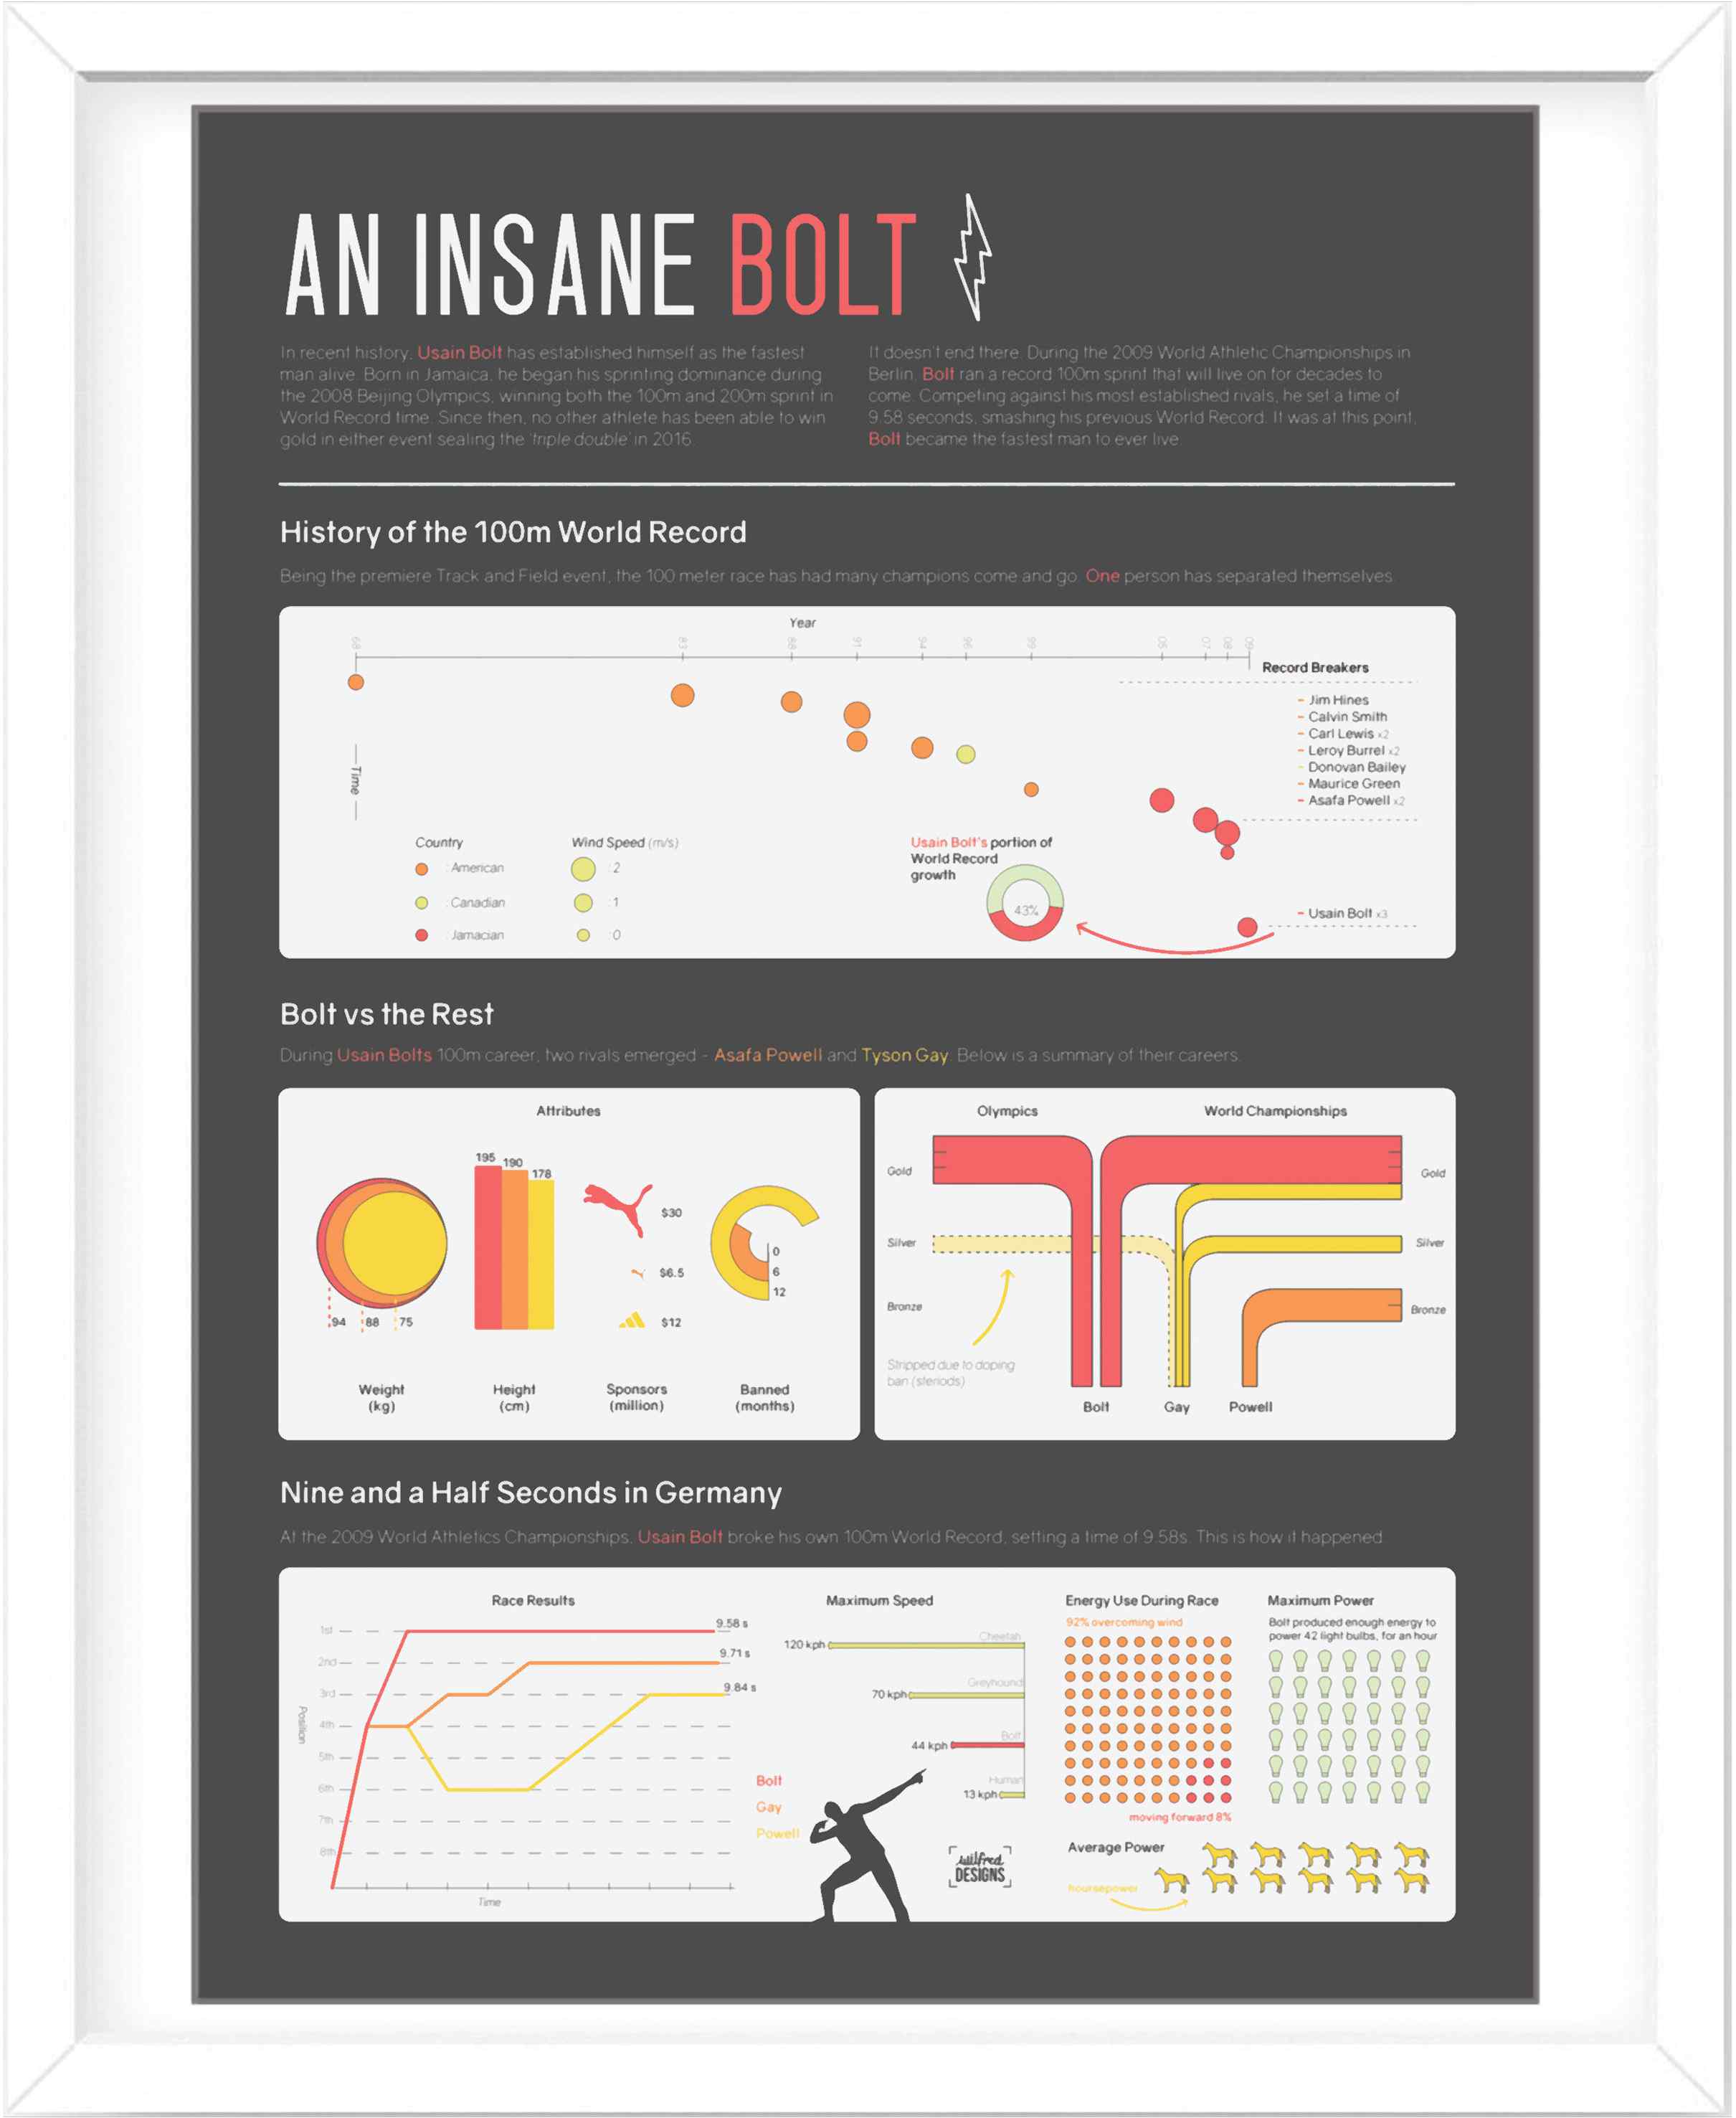 AN INSANE BOLT
In recent history, Usain Bolt has established himself as the fastest
man alive. Born in Jamaica, he began his sprinting dominance during
the 2008 Beijing Olympics, winning both the 100m and 200m sprint in
World Record time. Since then, no other athlete has been able to win
gold in either event sealing the 'triple double' in 2016.
It doesn't end there. During the 2009 World Athletic Championships in
Berlin, Bolt ran a record 100m sprint that will live on for decades to
come. Competing against his most established rivals, he set a time of
9.58 seconds, smashing his previous World Record. It was at this point,
Bolt became the fastest man to ever live
History of the 100m World Record
Being the premiere Track and Field event, the 100 meter race has had many champions come and go. One person has separated themselves.
Year
68 83 88 91 94 96 99 05 07 08 09
Time
Record Breakers
- Jim Hines
- Calvin Smith
- Carl Lewis x2
- Leroy Burrel x2
- Donovan Bailey
- Maurice Green
- Asafa Powell x2
- Usain Bolt x3
Country
: American
: Canadian
: Jamacian
Wind Speed (m/s)
: 2
: 1
: 0
Usain Bolt's portion of
World Record
growth
43%
Bolt vs the Rest
During Usain Bolts 100m career, two rivals emerged - Asafa Powell and Tyson Gay. Below is a summary of their careers.
Attributes
94 88 75
Weight
(kg)
195 190 178
Height
(cm)
$30
$6.5
$12
Sponsors
(million)
0
6
12
Banned
(months)
Olympics
World Championships
Gold
Gold
Silver
Silver
Bronze
Bronze
Stripped due to doping
ban (steriods)
Bolt
Gay
Powell
Nine and a Half Seconds in Germany
At the 2009 World Athletics Championships, Usain Bolt broke his own 100m World Record, setting a time of 9.58s. This is how it happened.
Race Results
1st
2nd
3rd
4th
5th
6th
7th
8th
Position
Time
9.58 s
9.71 s
9.84 s
Bolt
Gay
Powell
Maximum Speed
Cheetah
120 kph
Greyhound
70 kph
Bolt
44 kph
Human
13 kph
Wilfred
DESIGNS
Energy Use During Race
92% overcoming wind
moving forward 8%
Maximum Power
Bolt produced enough energy to
power 42 light bulbs, for an hour
Average Power
hoursepower